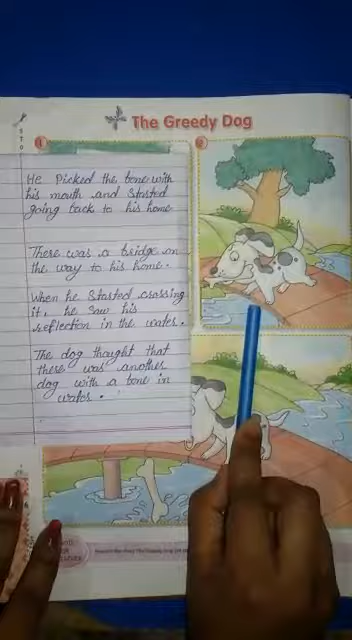 The Greedy Dog
1
2
He Picked the bone with
his mouth and started
going back to his home
There was a bridge on
the way to his home.
When he started crossing
it, he saw his
reflection in the water.
The dog thought that
there was another
dog with a bone in
water.